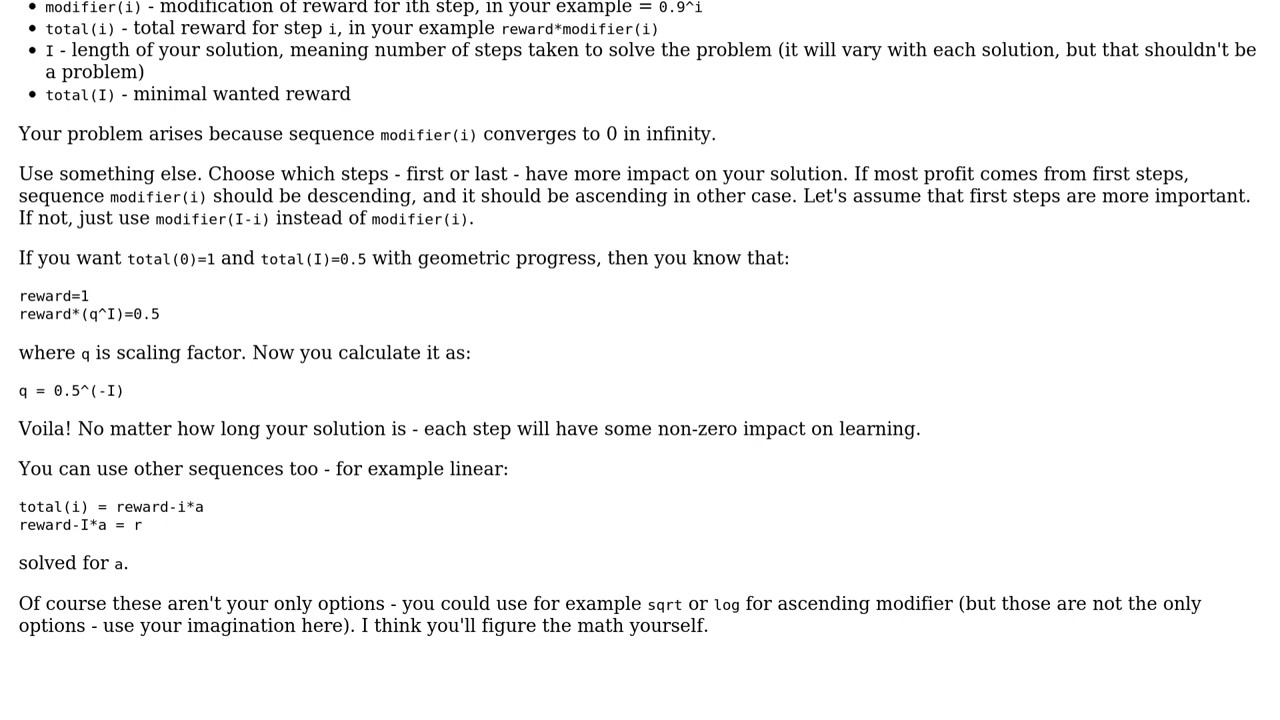 modifier(i) - modification of reward for ith step, in your example = 0.9^i
total(i) - total reward for step i, in your example reward*modifier(i)
I - length of your solution, meaning number of steps taken to solve the problem (it will vary with each solution, but that shouldn't be
a problem)
total(I) - minimal wanted reward
Your problem arises because sequence modifier(i) converges to 0 in infinity.
Use something else. Choose which steps - first or last - have more impact on your solution. If most profit comes from first steps,
sequence modifier(i) should be descending, and it should be ascending in other case. Let's assume that first steps are more important.
If not, just use modifier(I-i) instead of modifier(i).
If you want total(0)=1 and total(I)=0.5 with geometric progress, then you know that:
reward=1
reward*(q^I)=0.5
where q is scaling factor. Now you calculate it as:
q = 0.5^(-I)
Voila! No matter how long your solution is - each step will have some non-zero impact on learning.
You can use other sequences too - for example linear:
total(i) = reward-i*a
reward-I*a = r
solved for a.
Of course these aren't your only options - you could use for example sqrt or log for ascending modifier (but those are not the only
options - use your imagination here). I think you'll figure the math yourself.